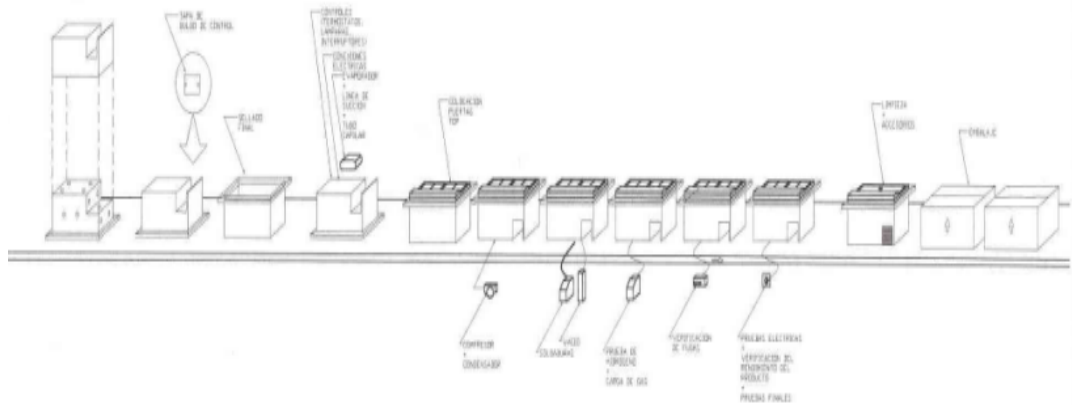 TAPA DE
BULBO DE CONTROL
SELLADO
FINAL
CONTROLES
(TERMOSTATOS,
LAMPARAS,
INTERRUPTORES)
CONEXIONES
ELECTRICAS
EVAPORADOR
+
LINEA DE
SUCCION
+
TUBO
CAPILAR
COLOCACION
PUERTAS
TOP
LIMPIEZA
+
ACCESORIOS
EMBALAJE
COMPRESOR
+
CONDENSADOR
SOLDADURAS
VACIO
PRUEBA DE
+
CARGA DE GAS
VERIFICACION
DE FUGAS
PRUEBAS ELECTRICAS
+
VERIFICACION DEL
RENDIMIENTO DEL
PRODUCTO
+
PRUEBAS FINALES